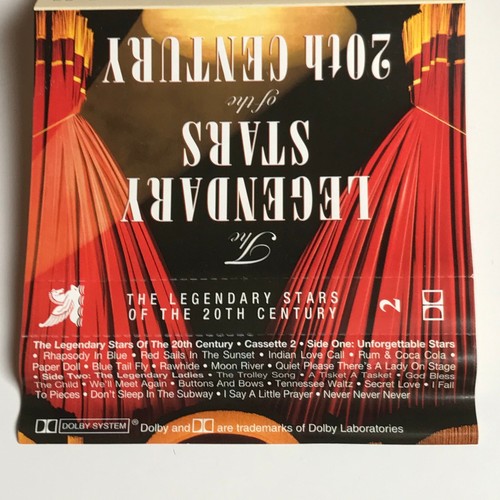 The
LEGENDARY
STARS
of the
20th CENTURY
THE LEGENDARY STARS
OF THE 20TH CENTURY
2
The Legendary Stars Of The 20th Century • Cassette 2 • Side One: Unforgettable Stars
• Rhapsody In Blue • Red Sails In The Sunset • Indian Love Call • Rum & Coca Cola •
Paper Doll • Blue Tail Fly • Rawhide • Moon River • Quiet Please There's A Lady On Stage
• Side Two: The Legendary Ladies • The Trolley Song • A Tisket A Tasket • God Bless
The Child • We'll Meet Again • Buttons and Bows • Tennessee Waltz • Secret Love • I Fall
To Pieces • Don't Sleep In The Subway • I Say A Little Prayer • Never Never Never
DOLBY SYSTEM ® Dolby and are trademarks of Dolby Laboratories